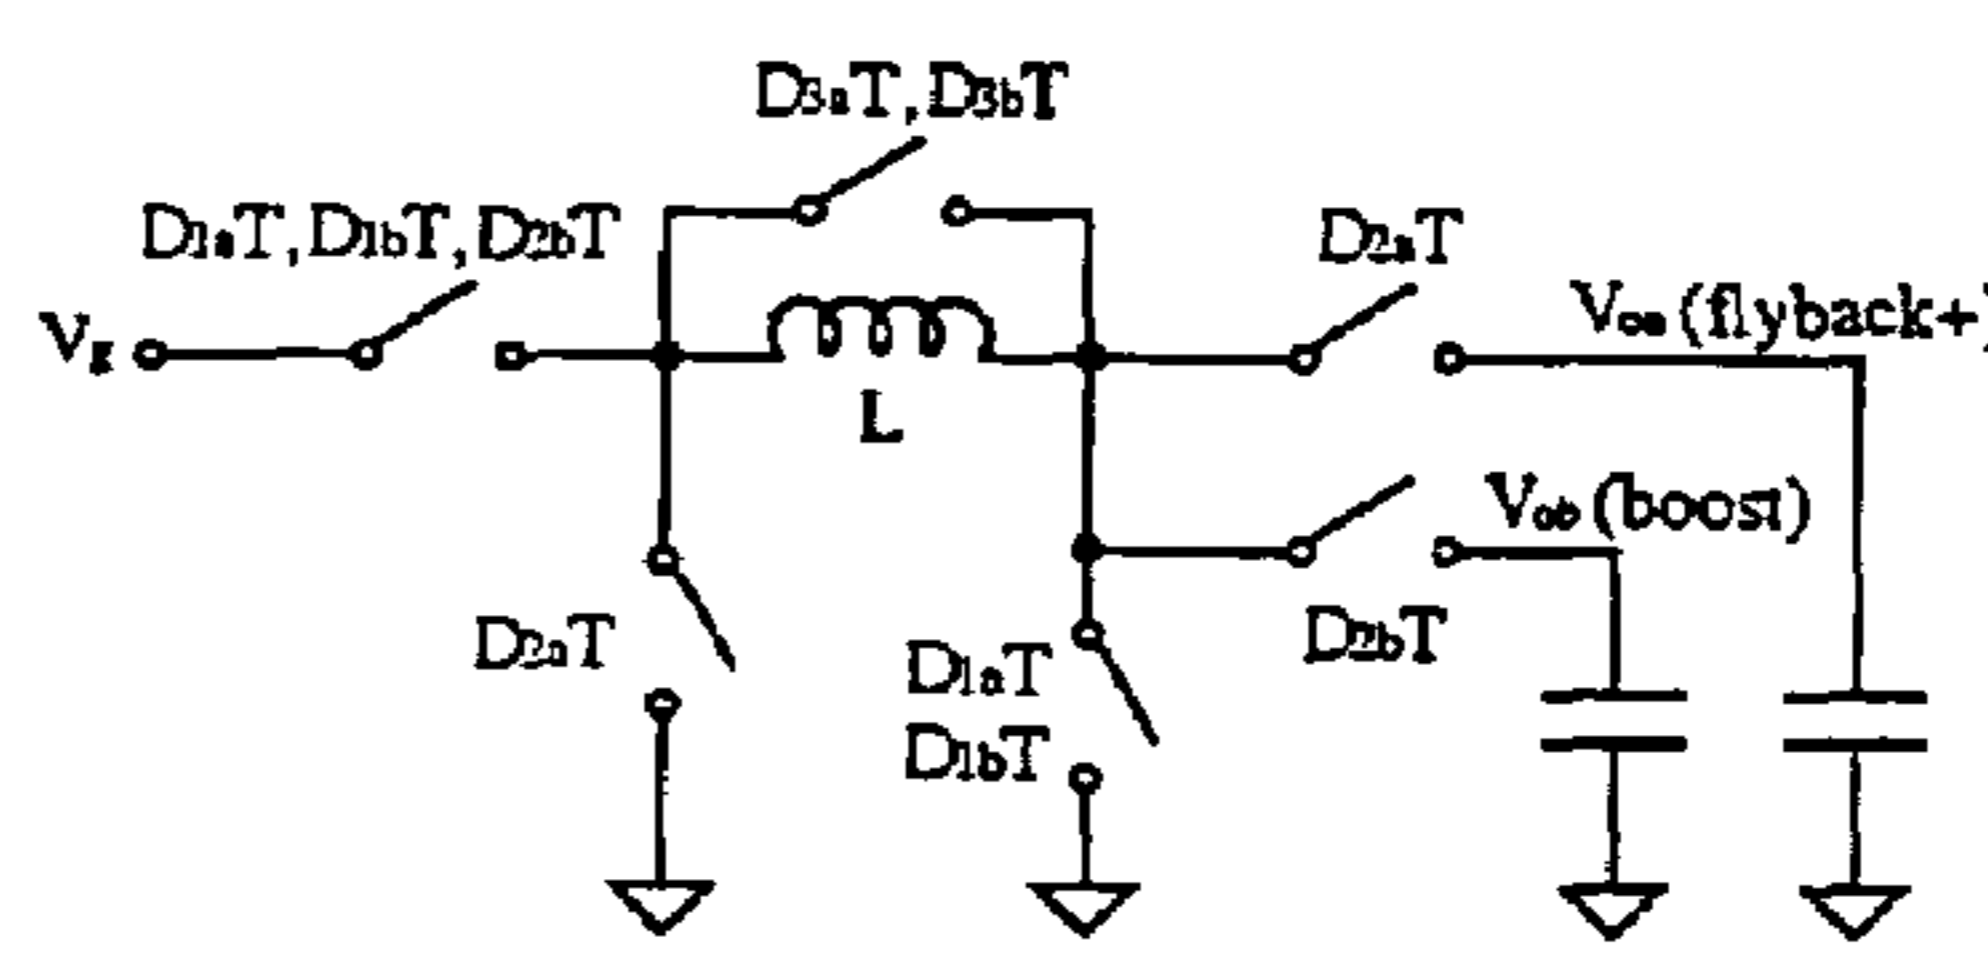 D3aT, D3bT
D1aT, D1bT, D2bT
D2aT
Vg
Voa (flyback+)
L
Vob (boost)
D2aT
D1aT
D1bT
D2bT